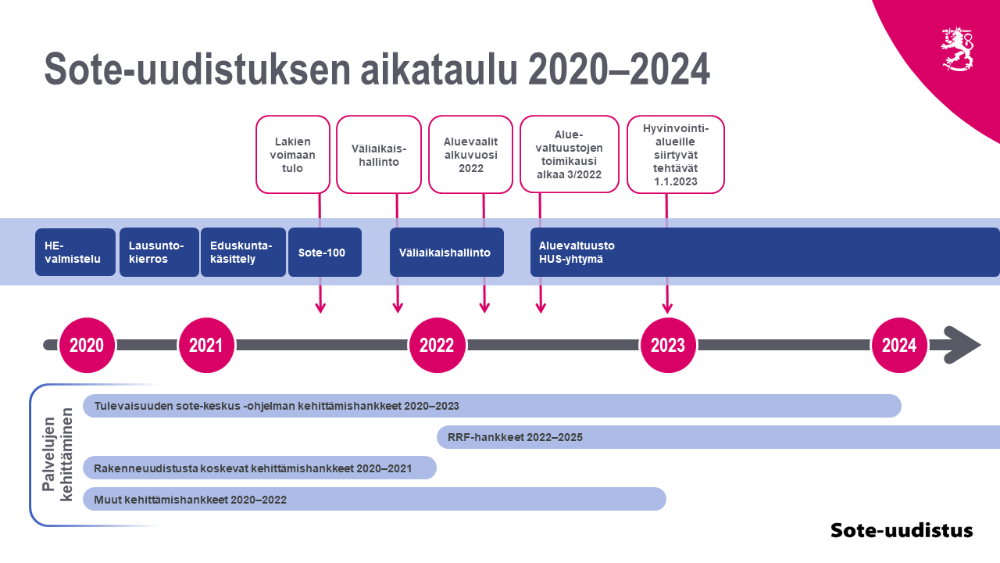 Sote-uudistuksen aikataulu 2020–2024
Lakien
voimaan
tulo
Väliaikais-
hallinto
Aluevaalit
alkuvuosi
2022
Alue-
valtuustojen
toimikausi
alkaa 3/2022
Hyvinvointi-
alueille
siirtyvät
tehtävät
1.1.2023
HE-
valmistelu
Lausunto-
kierros
Eduskunta-
käsittely
Sote-100
Väliaikaishallinto
Aluevaltuusto
HUS-yhtymä
2020
2021
2022
2023
2024
Palvelujen
kehittäminen
Tulevaisuuden sote-keskus -ohjelman kehittämishankkeet 2020–2023
RRF-hankkeet 2022–2025
Rakenneuudistusta koskevat kehittämishankkeet 2020–2021
Muut kehittämishankkeet 2020–2022
Sote-uudistus